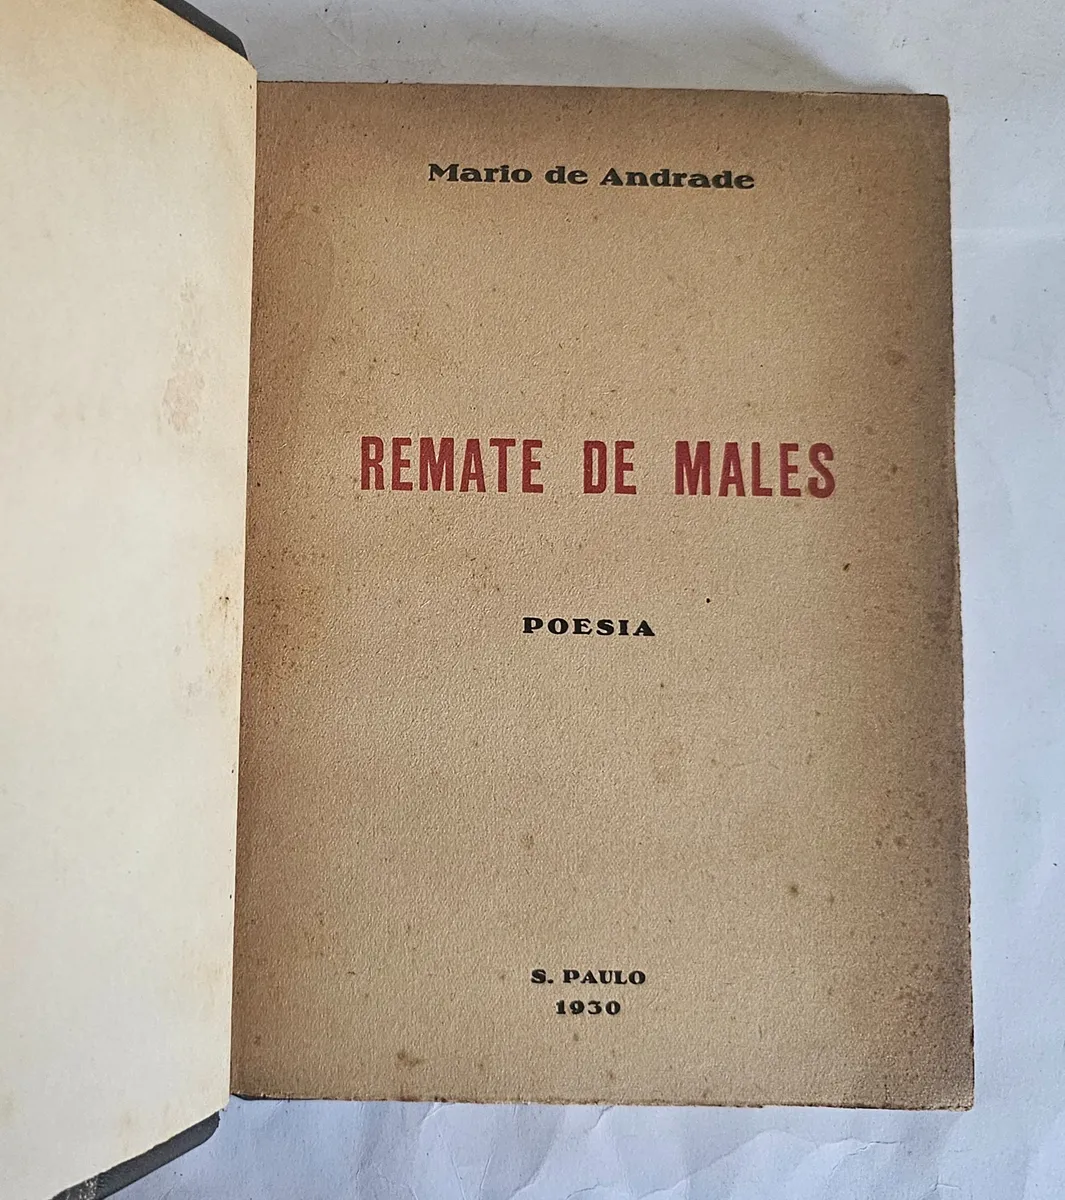 Mario de Andrade
REMATE DE MALES
POESIA
S. PAULO
1930